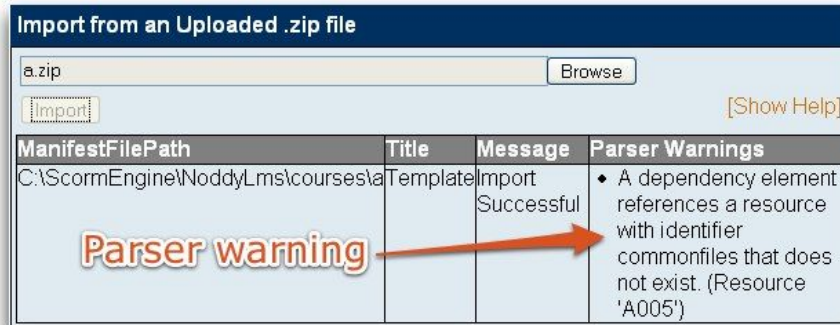 Import from an Uploaded .zip file
a.zip
Browse
Import
[Show Help]
ManifestFilePath Title Message Parser Warnings
C:\ScormEngine\NoddyLms\courses\a Template Import Successful • A dependency element
references a resource
with identifier
commonfiles that does
not exist. (Resource
'A005')
Parser warning